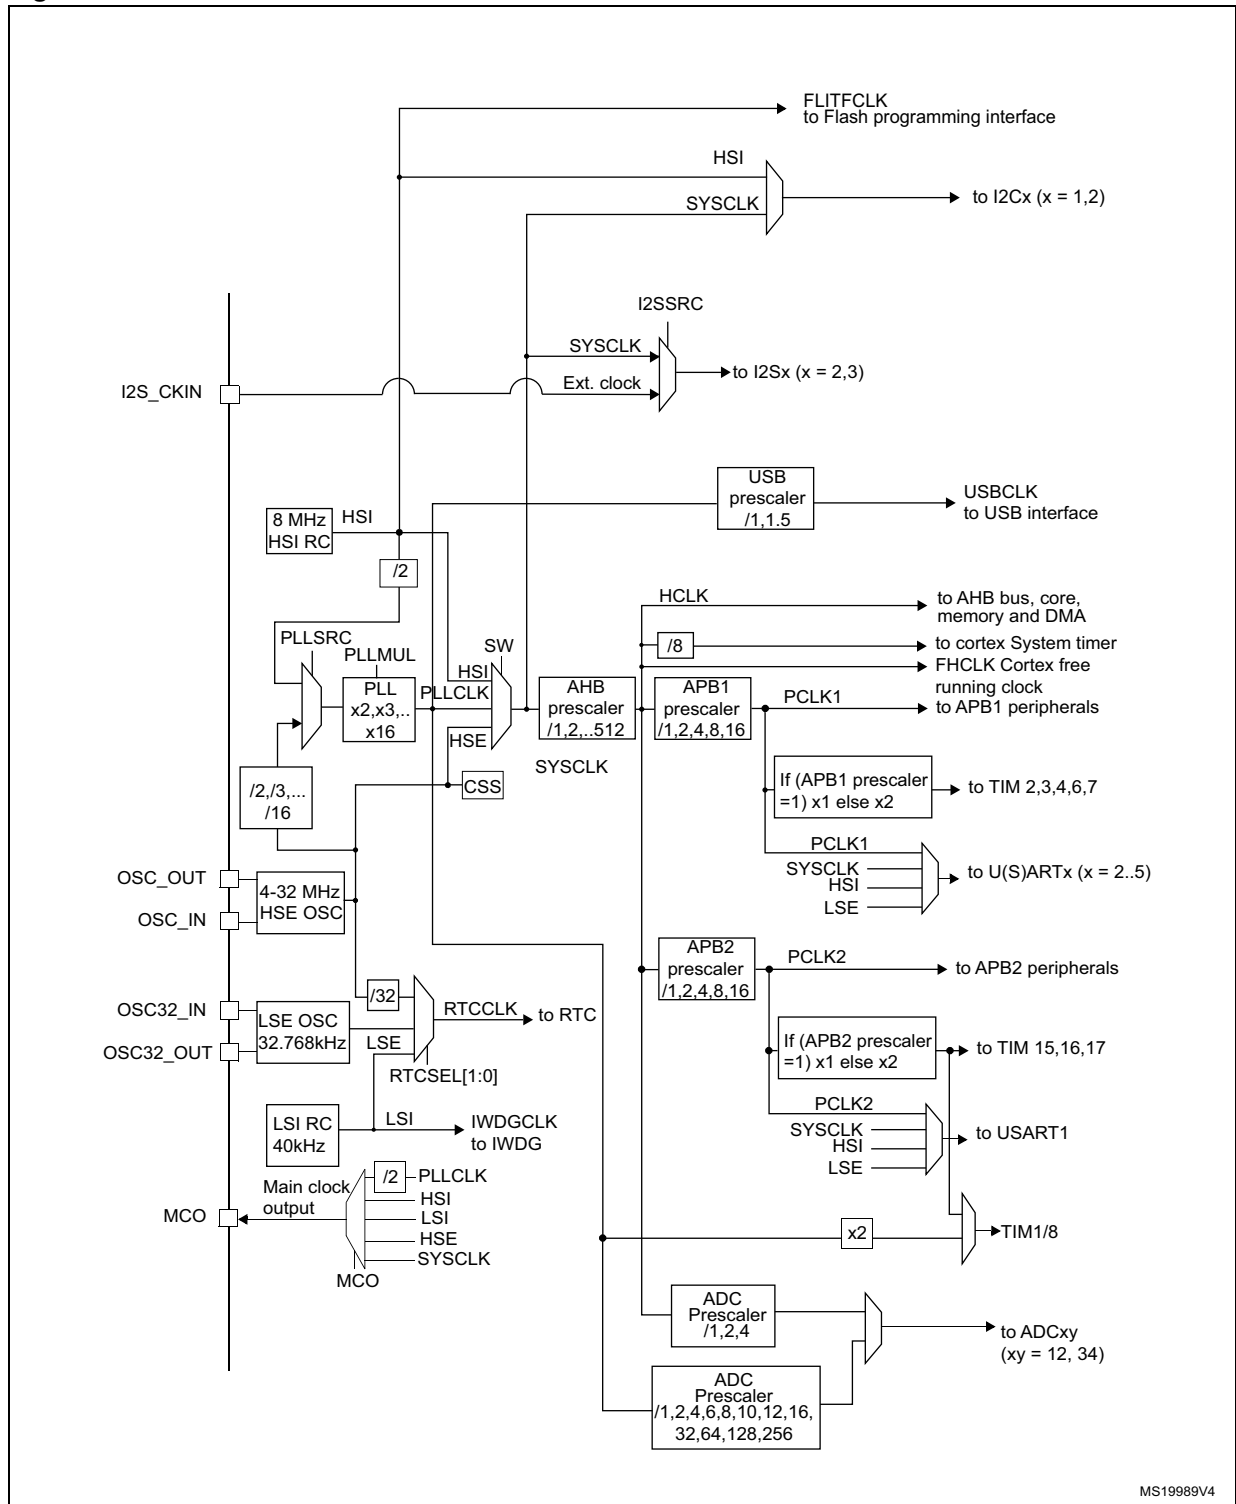 FLITFCLK
to Flash programming interface
HSI
SYSCLK
to I2Cx (x = 1,2)
I2SSRC
SYSCLK
to I2Sx (x = 2,3)
Ext. clock
I2S_CKIN
USB
prescaler
/1,1.5
USBCLK
to USB interface
8 MHz
HSI RC
HSI
/2
HCLK
to AHB bus, core,
memory and DMA
/8
to cortex System timer
FHCLK Cortex free
running clock
PLLSRC
PLLMUL
PLL
x2,x3,..
x16
PLLCLK
SW
HSI
HSE
AHB
prescaler
/1,2,..512
SYSCLK
APB1
prescaler
/1,2,4,8,16
PCLK1
to APB1 peripherals
/2,/3,...
/16
CSS
If (APB1 prescaler
=1) x1 else x2
to TIM 2,3,4,6,7
PCLK1
SYSCLK
HSI
LSE
to U(S)ARTx (x = 2..5)
OSC_OUT
OSC_IN
4-32 MHz
HSE OSC
APB2
prescaler
/1,2,4,8,16
PCLK2
to APB2 peripherals
OSC32_IN
OSC32_OUT
LSE OSC
32.768kHz
/32
LSE
RTCCLK
to RTC
RTCSEL[1:0]
If (APB2 prescaler
=1) x1 else x2
to TIM 15,16,17
LSI RC
40kHz
LSI
IWDGCLK
to IWDG
PCLK2
SYSCLK
HSI
LSE
to USART1
MCO
Main clock
output
/2
PLLCLK
HSI
LSI
HSE
SYSCLK
MCO
x2
TIM1/8
ADC
Prescaler
/1,2,4
to ADCxy
(xy = 12, 34)
ADC
Prescaler
/1,2,4,6,8,10,12,16,
32,64,128,256
MS19989V4